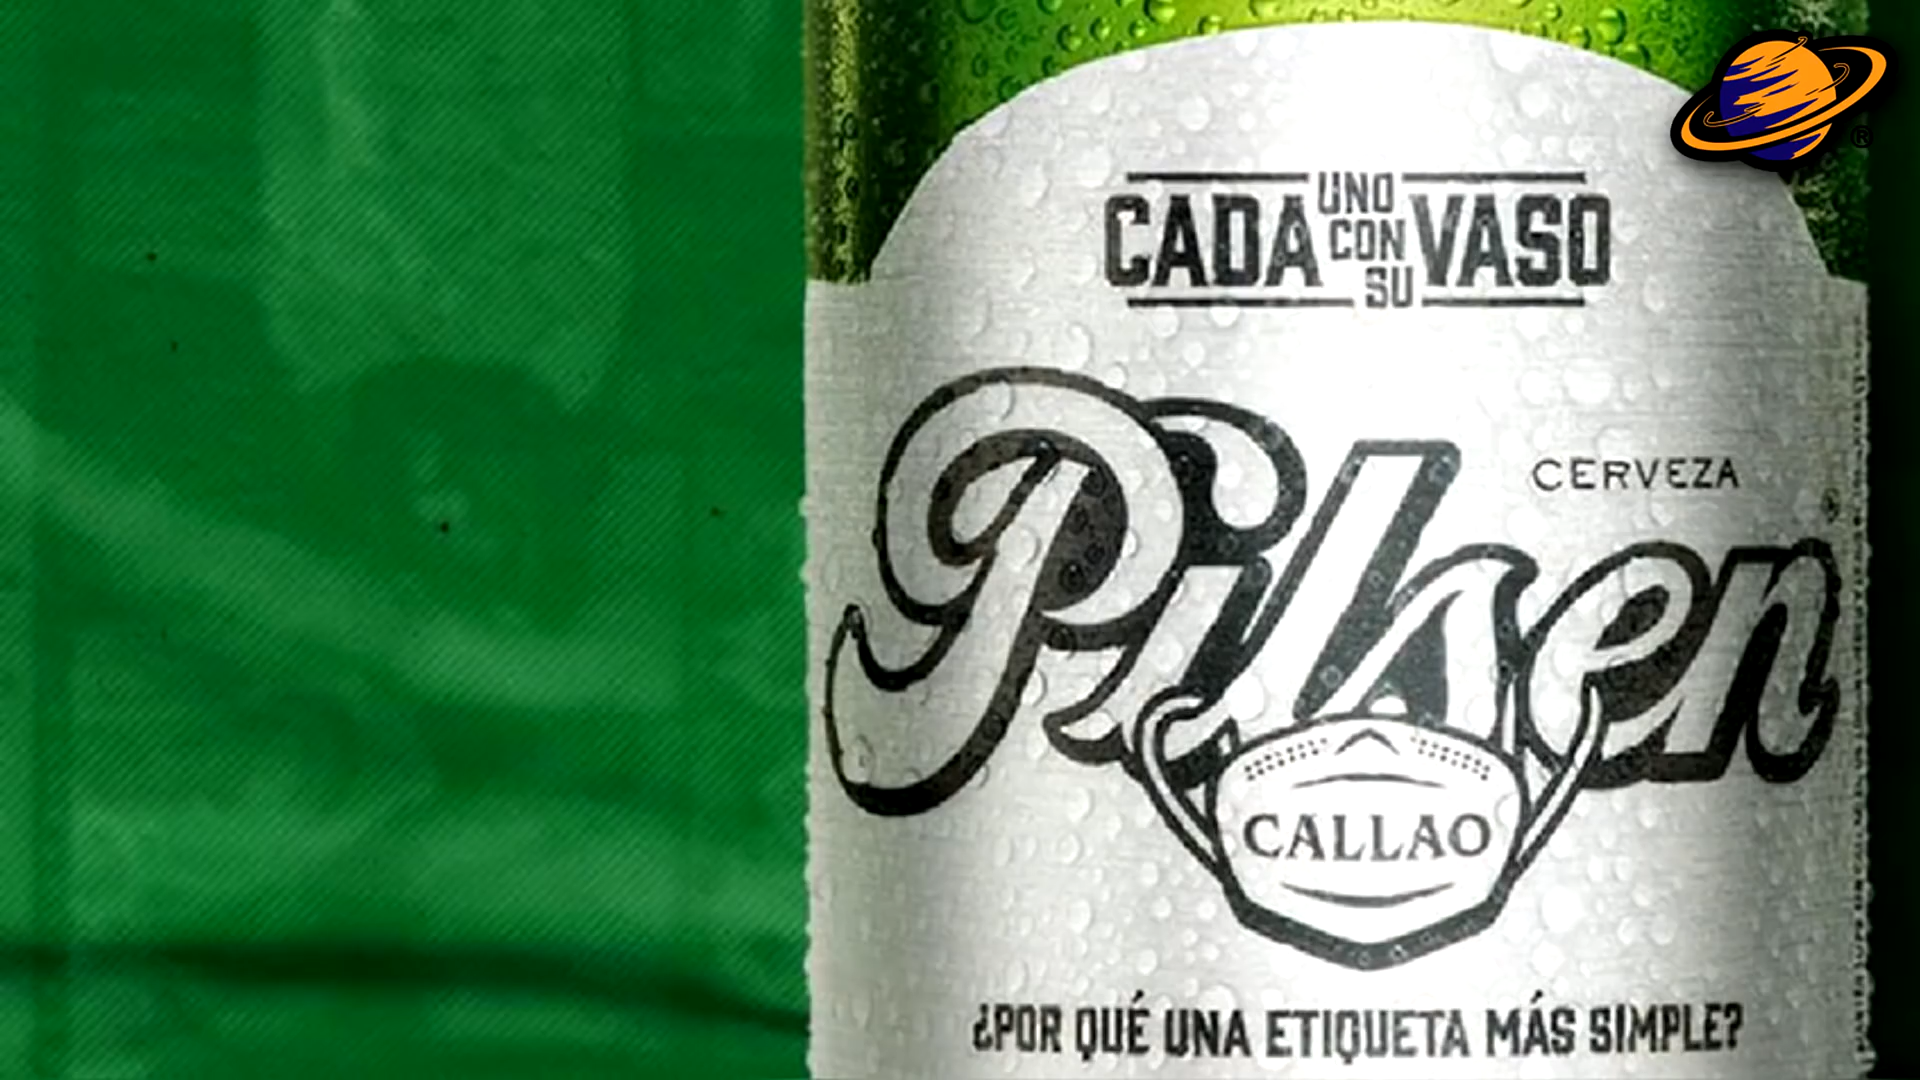 CADA UNO CON SU VASO
CERVEZA
Pilsen
CALLAO
¿POR QUÉ UNA ETIQUETA MÁS SIMPLE?